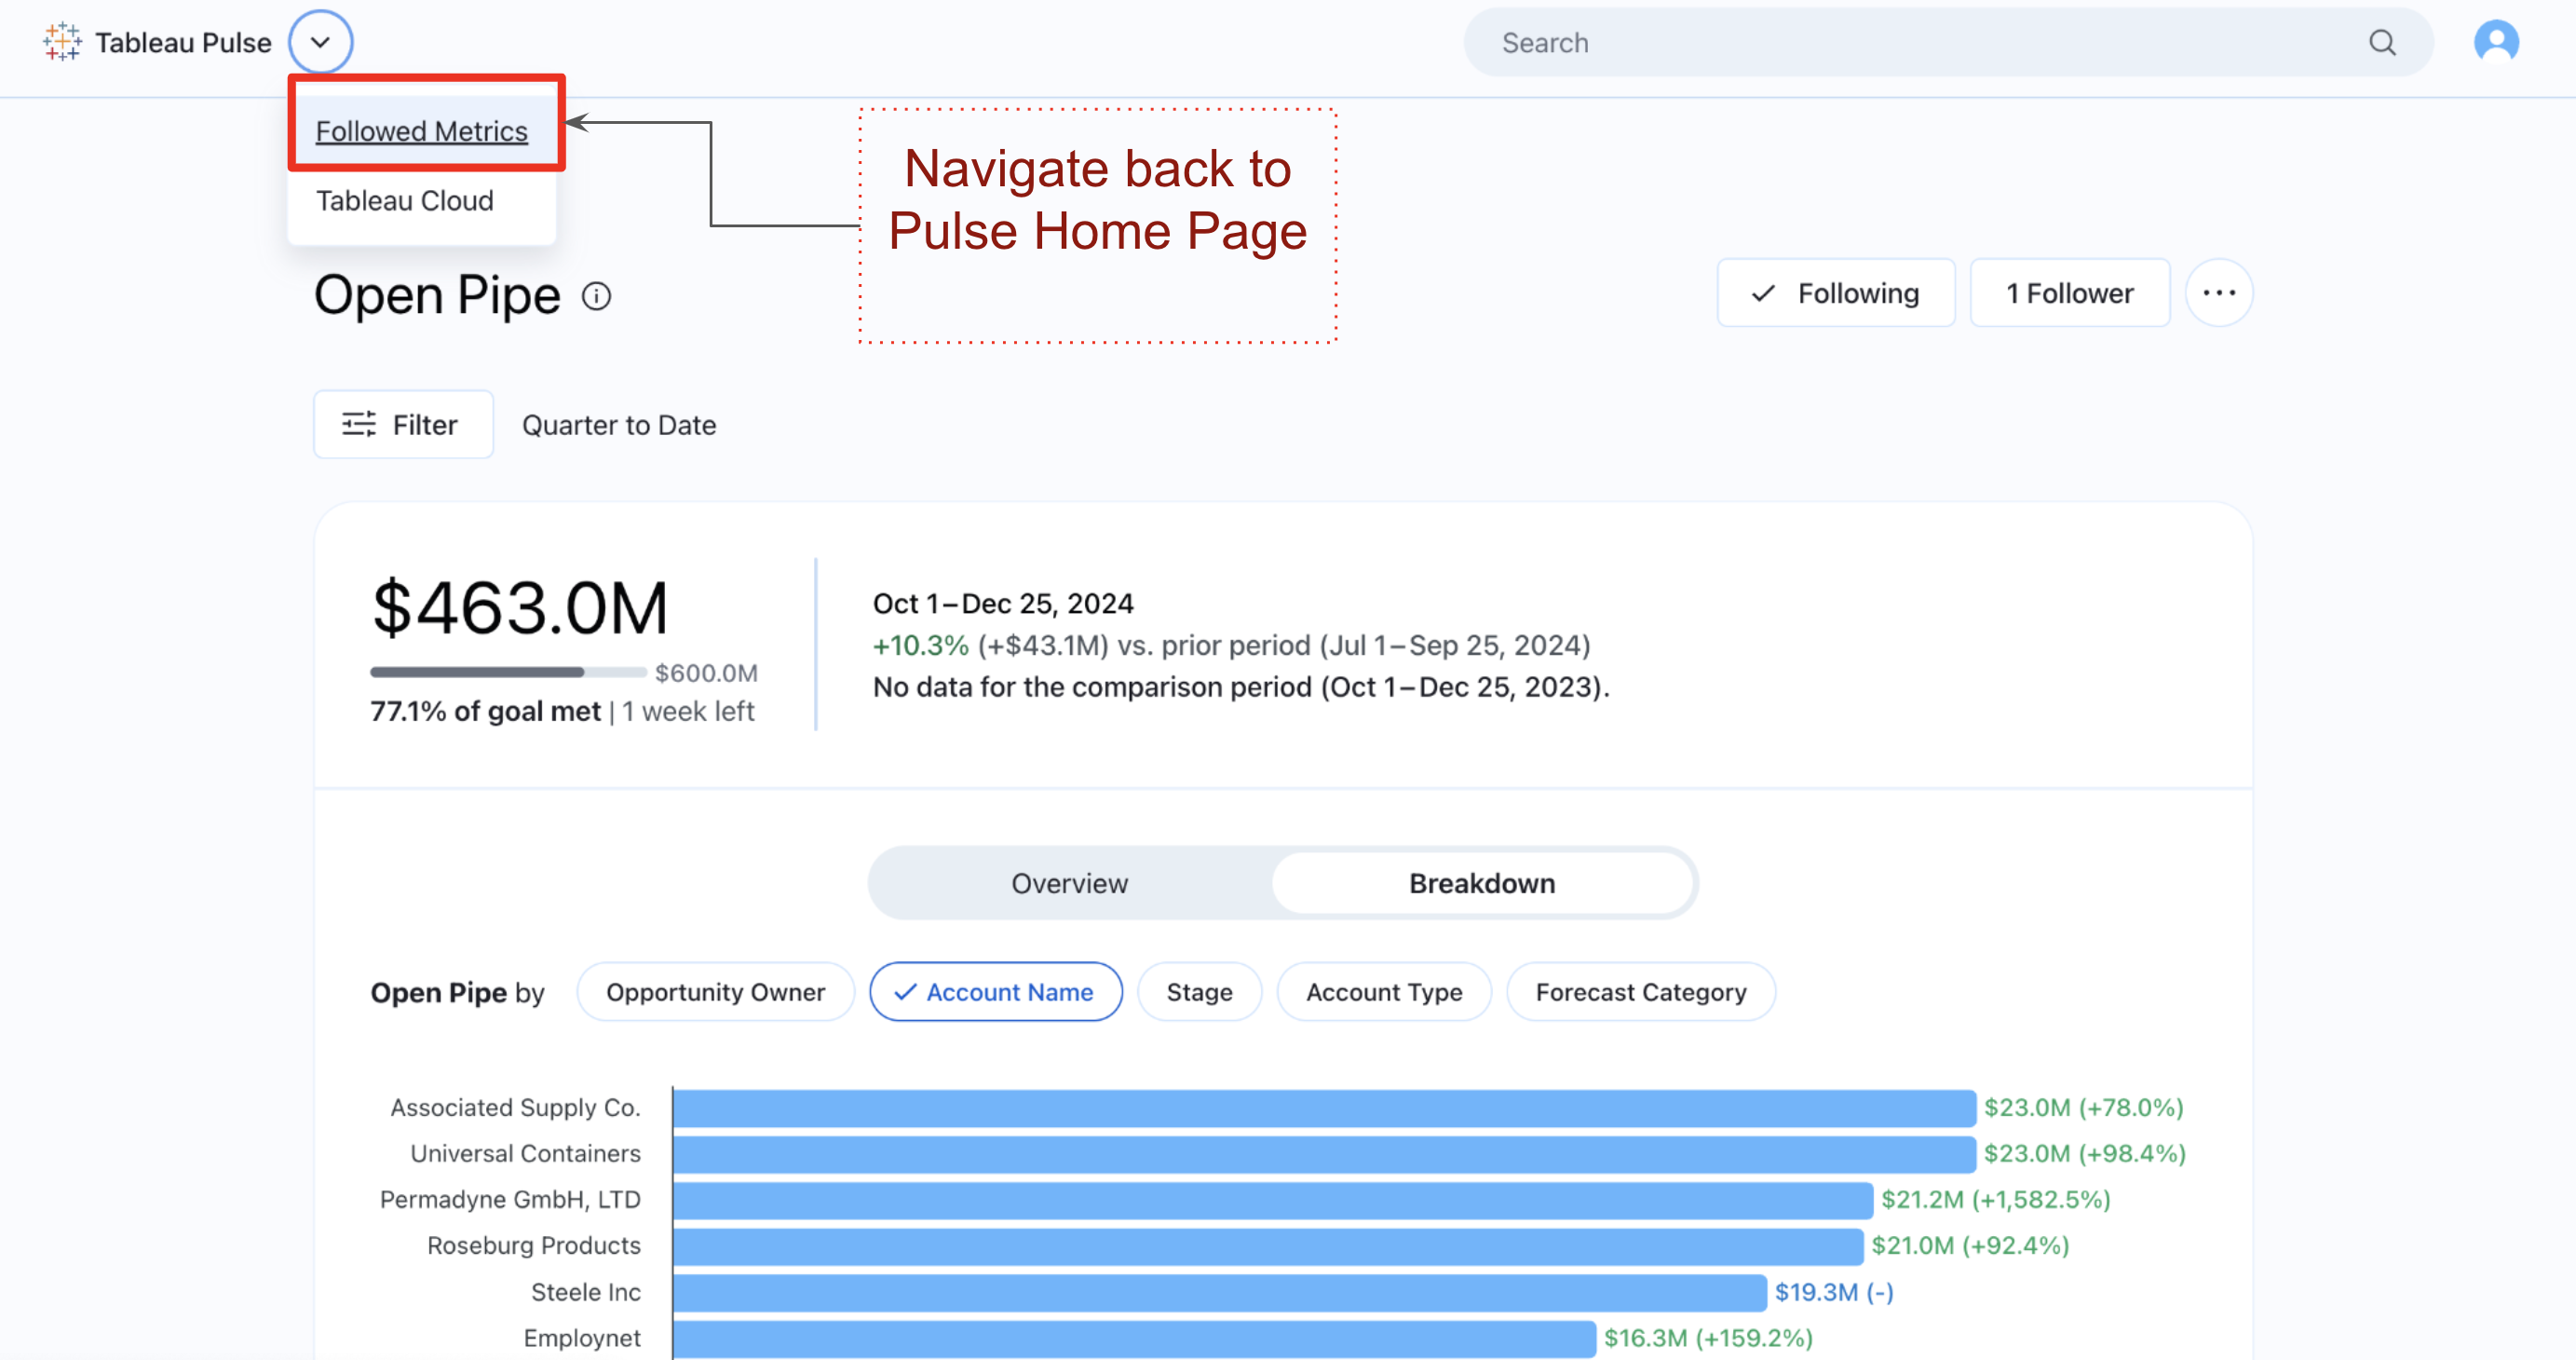 Tableau Pulse
Search
Followed Metrics
Tableau Cloud
Navigate back to
Pulse Home Page
Open Pipe
Following
1 Follower
Filter
Quarter to Date
$463.0M
$600.0M
77.1% of goal met | 1 week left
Oct 1–Dec 25, 2024
+10.3% (+$43.1M) vs. prior period (Jul 1–Sep 25, 2024)
No data for the comparison period (Oct 1–Dec 25, 2023).
Overview
Breakdown
Open Pipe by
Opportunity Owner
Account Name
Stage
Account Type
Forecast Category
Associated Supply Co. $23.0M (+78.0%)
Universal Containers $23.0M (+98.4%)
Permadyne GmbH, LTD $21.2M (+1,582.5%)
Roseburg Products $21.0M (+92.4%)
Steele Inc $19.3M (-)
Employnet $16.3M (+159.2%)